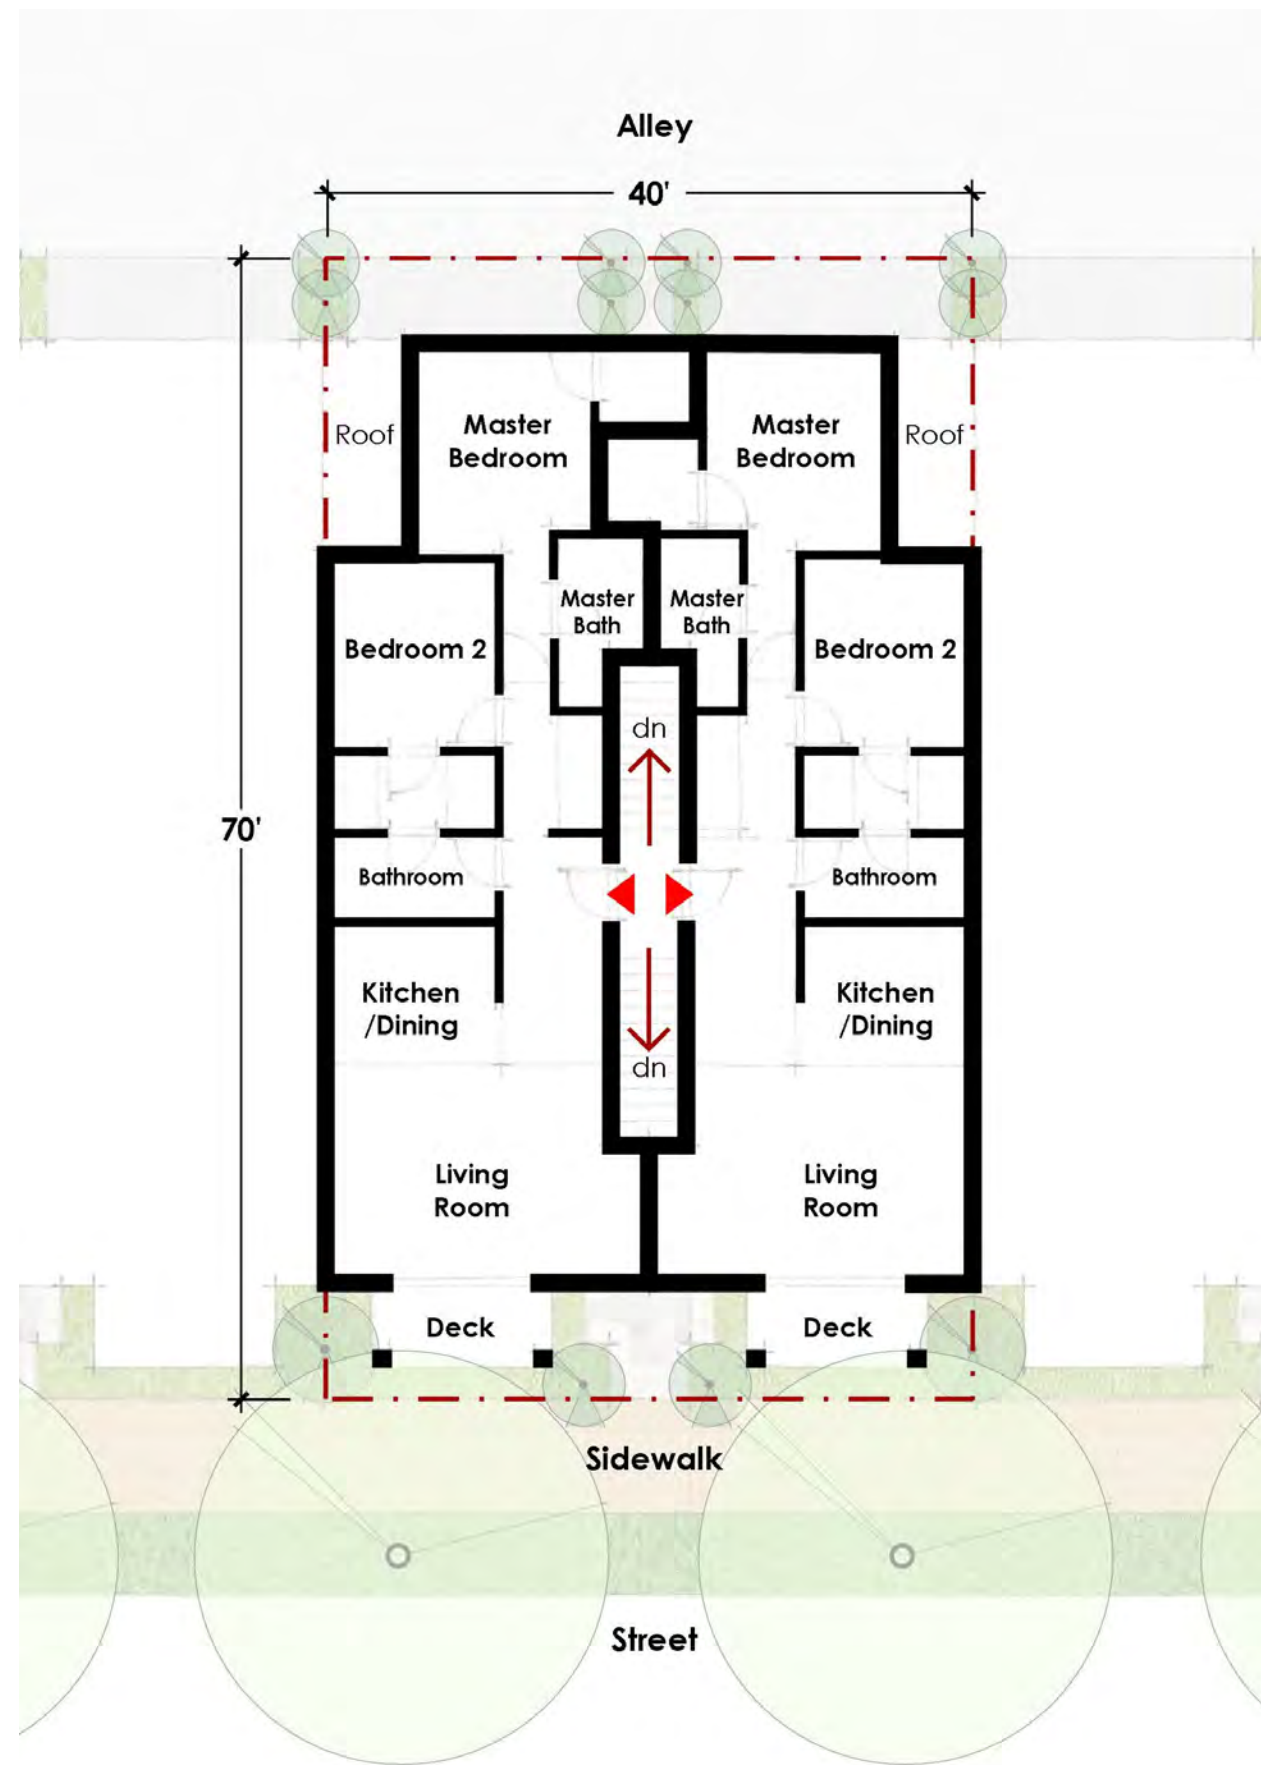 Alley
40'
Roof
Master
Bedroom
Master
Bedroom
Roof
Master
Bath
Master
Bath
Bedroom 2
Bedroom 2
dn
70'
Bathroom
Bathroom
Kitchen
/Dining
Kitchen
/Dining
dn
Living
Room
Living
Room
Deck
Deck
Sidewalk
Street